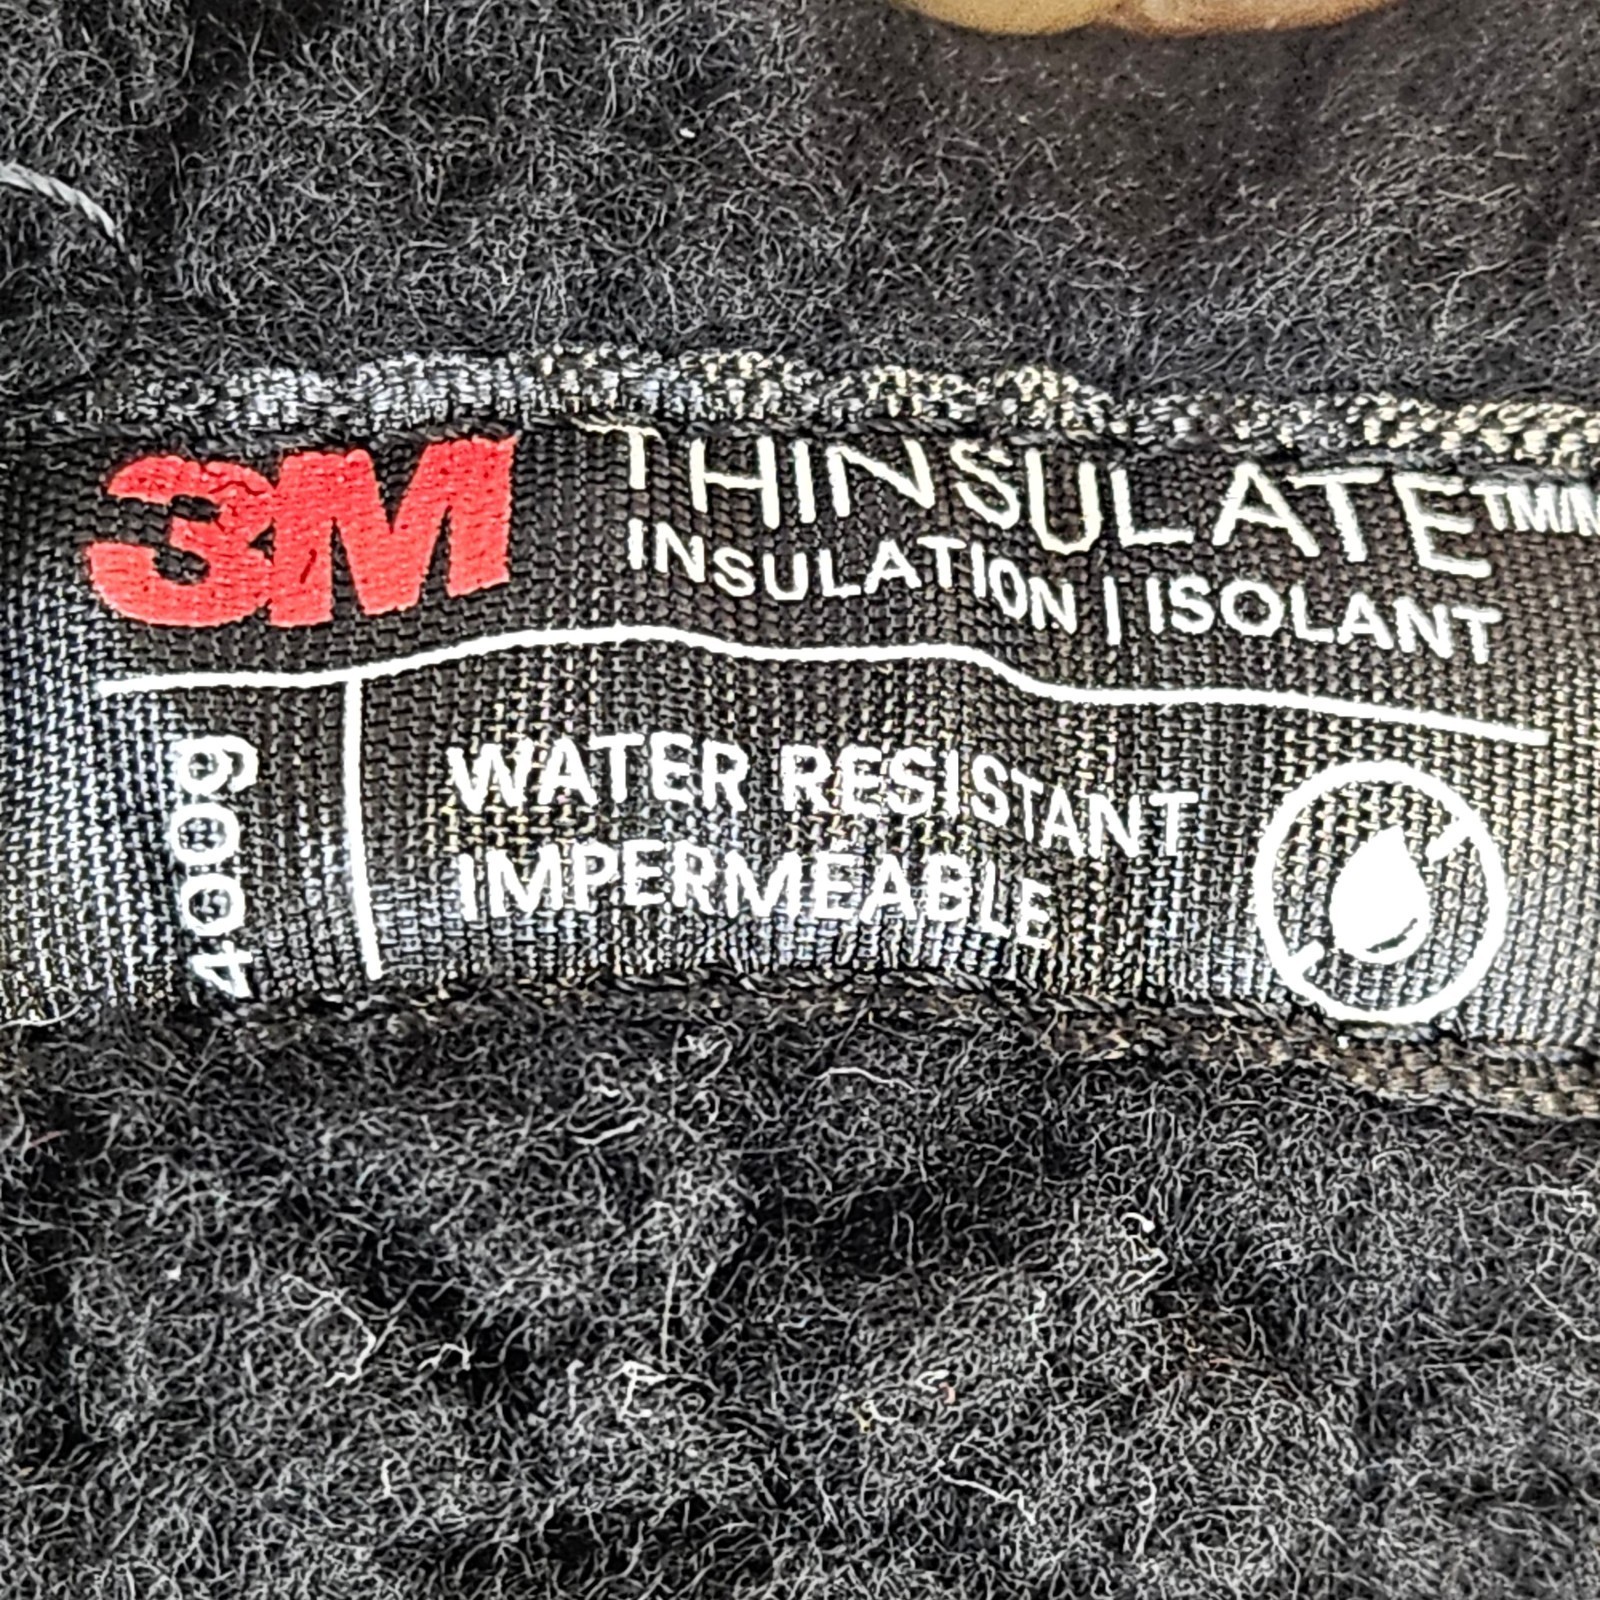 3M THINSULATE™/M
INSULATION | ISOLANT
400g
WATER RESISTANT
IMPERMEABLE